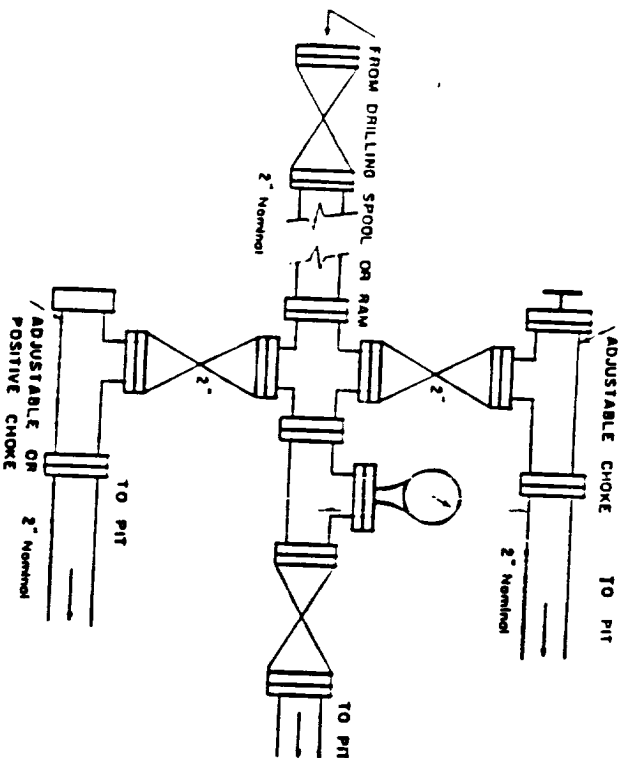 FROM DRILLING SPOOL OR RAM
2" Nominal
ADJUSTABLE CHOKE
TO PIT
2" Nominal
2"
2"
ADJUSTABLE OR
POSITIVE CHOKE
TO PIT
2" Nominal
TO PIT